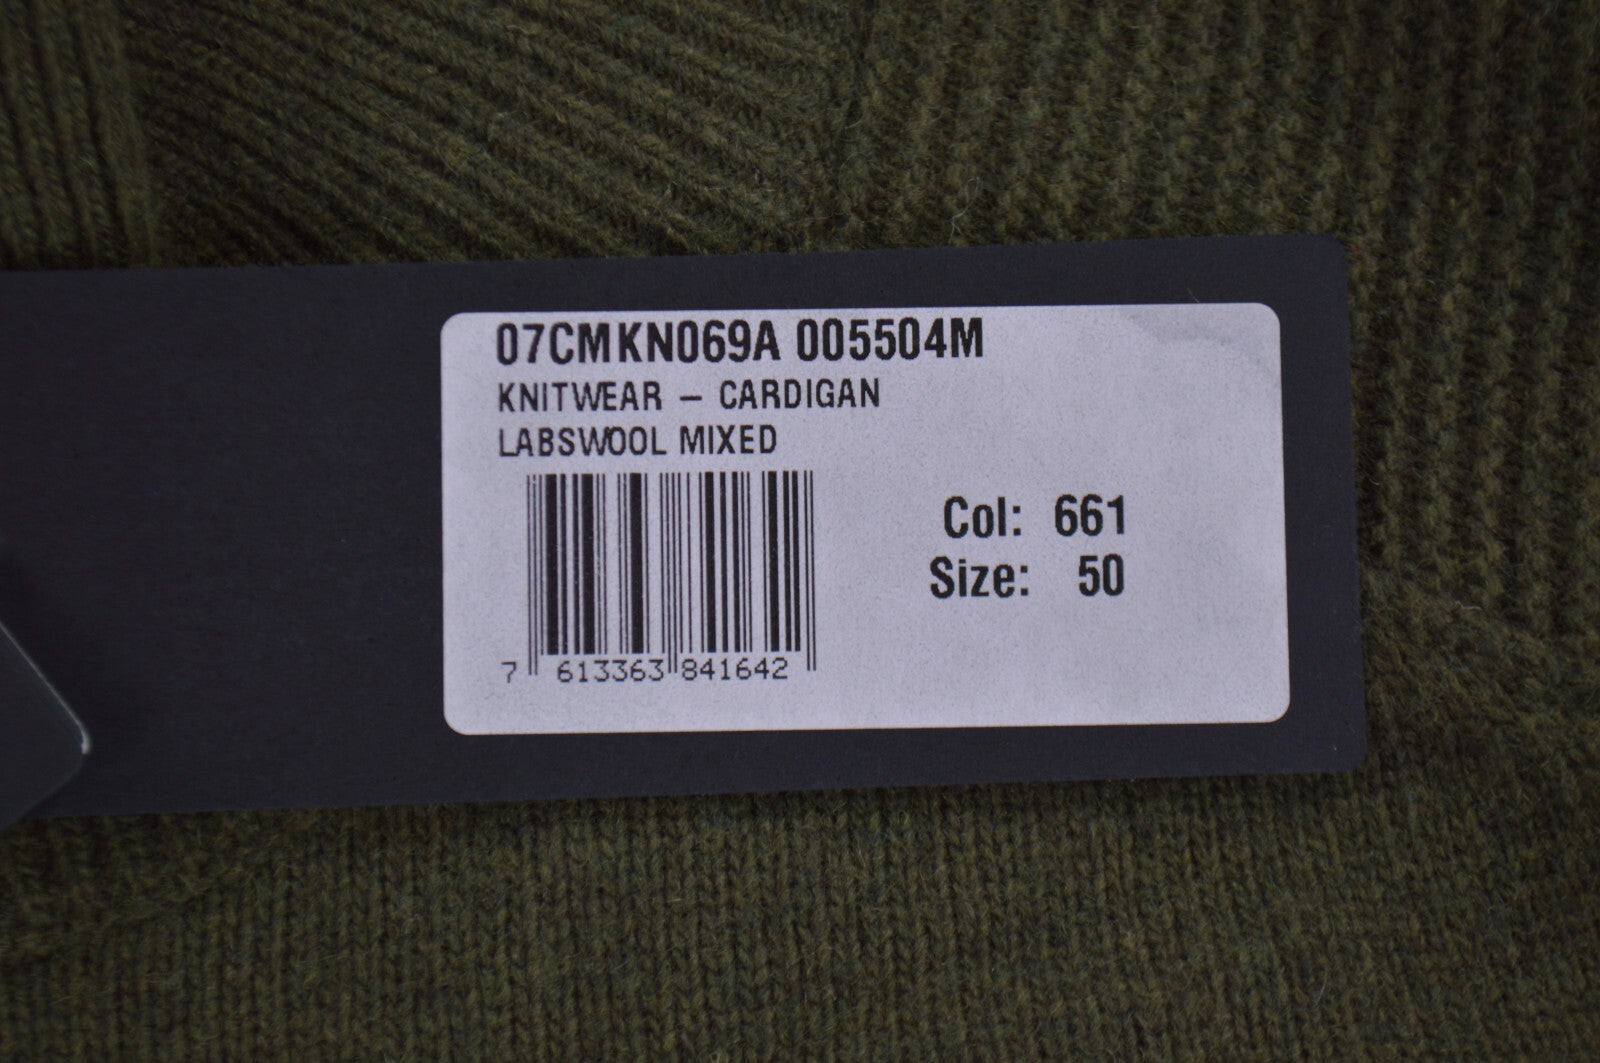 07CMKN069A 005504M
KNITWEAR – CARDIGAN
LABSWOOL MIXED
Col: 661
Size: 50
7 613363 841642